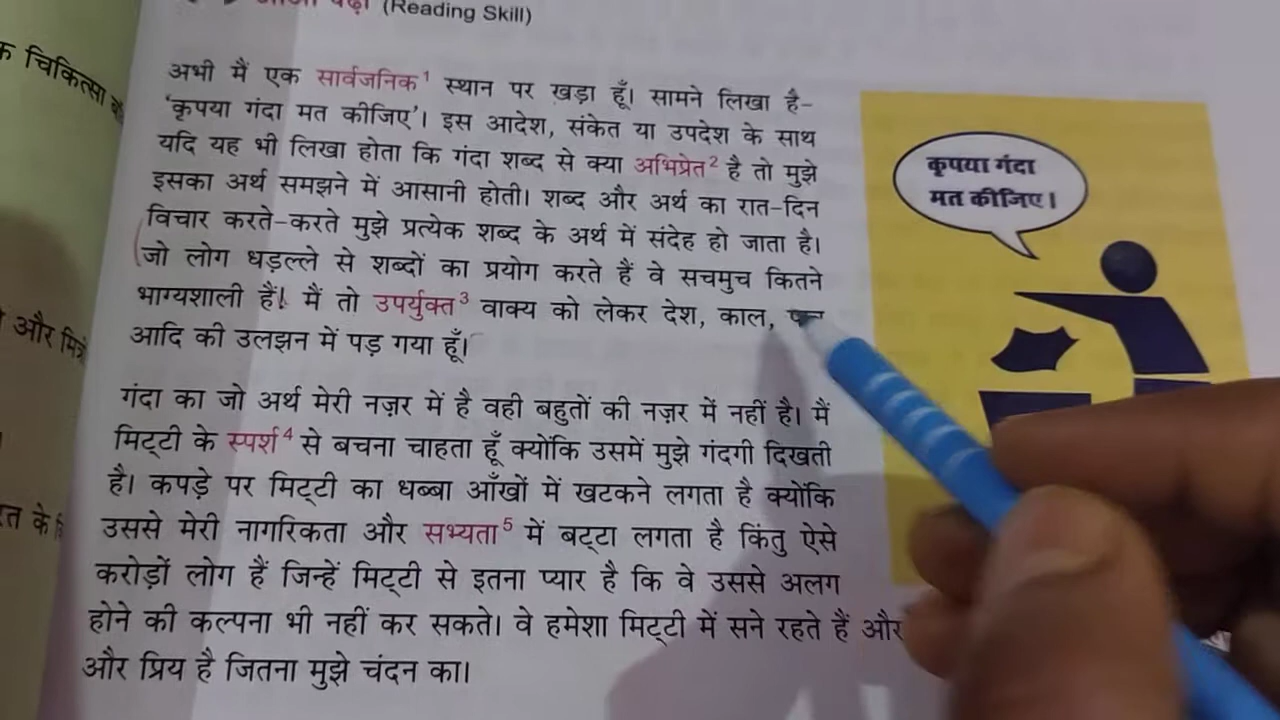 (Reading Skill)
अभी मैं एक सार्वजनिक¹ स्थान पर खड़ा हूँ। सामने लिखा है–
‘कृपया गंदा मत कीजिए’। इस आदेश, संकेत या उपदेश के साथ
यदि यह भी लिखा होता कि गंदा शब्द से क्या अभिप्रेत² है तो मुझे
इसका अर्थ समझने में आसानी होती। शब्द और अर्थ का रात-दिन
विचार करते-करते मुझे प्रत्येक शब्द के अर्थ में संदेह हो जाता है।
जो लोग धड़ल्ले से शब्दों का प्रयोग करते हैं वे सचमुच कितने
भाग्यशाली हैं। मैं तो उपर्युक्त³ वाक्य को लेकर देश, काल,
आदि की उलझन में पड़ गया हूँ।
गंदा का जो अर्थ मेरी नज़र में है वही बहुतों की नज़र में नहीं है। मैं
मिट्टी के स्पर्श⁴ से बचना चाहता हूँ क्योंकि उसमें मुझे गंदगी दिखती
है। कपड़े पर मिट्टी का धब्बा आँखों में खटकने लगता है क्योंकि
उससे मेरी नागरिकता और सभ्यता⁵ में बट्टा लगता है किंतु ऐसे
करोड़ों लोग हैं जिन्हें मिट्टी से इतना प्यार है कि वे उससे अलग
होने की कल्पना भी नहीं कर सकते। वे हमेशा मिट्टी में सने रहते हैं और
और प्रिय है जितना मुझे चंदन का।
कृपया गंदा
मत कीजिए।
चिकित्सा
और